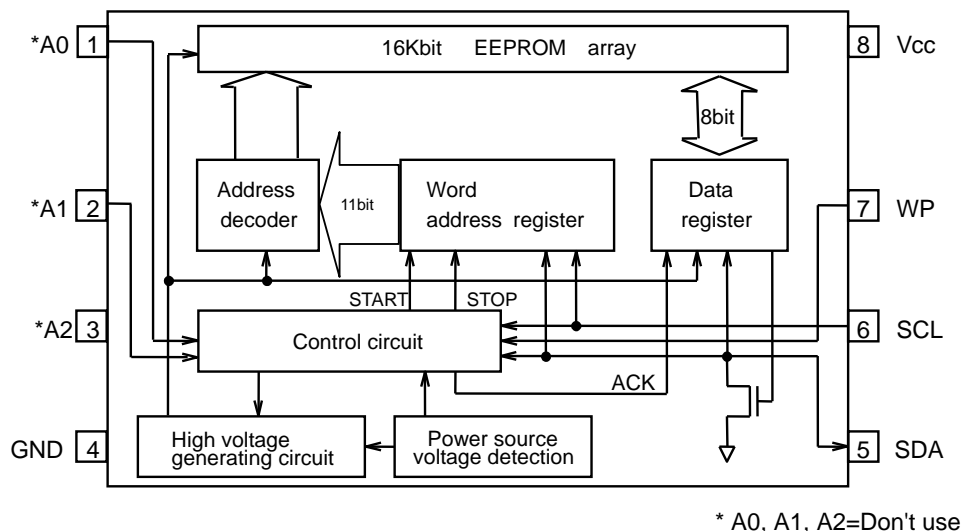 *A0 1
16Kbit EEPROM array
8 Vcc
8bit
*A1 2
Address
decoder
11bit
Word
address register
Data
register
7 WP
START
STOP
*A2 3
Control circuit
6 SCL
ACK
GND 4
High voltage
generating circuit
Power source
voltage detection
5 SDA
* A0, A1, A2=Don't use